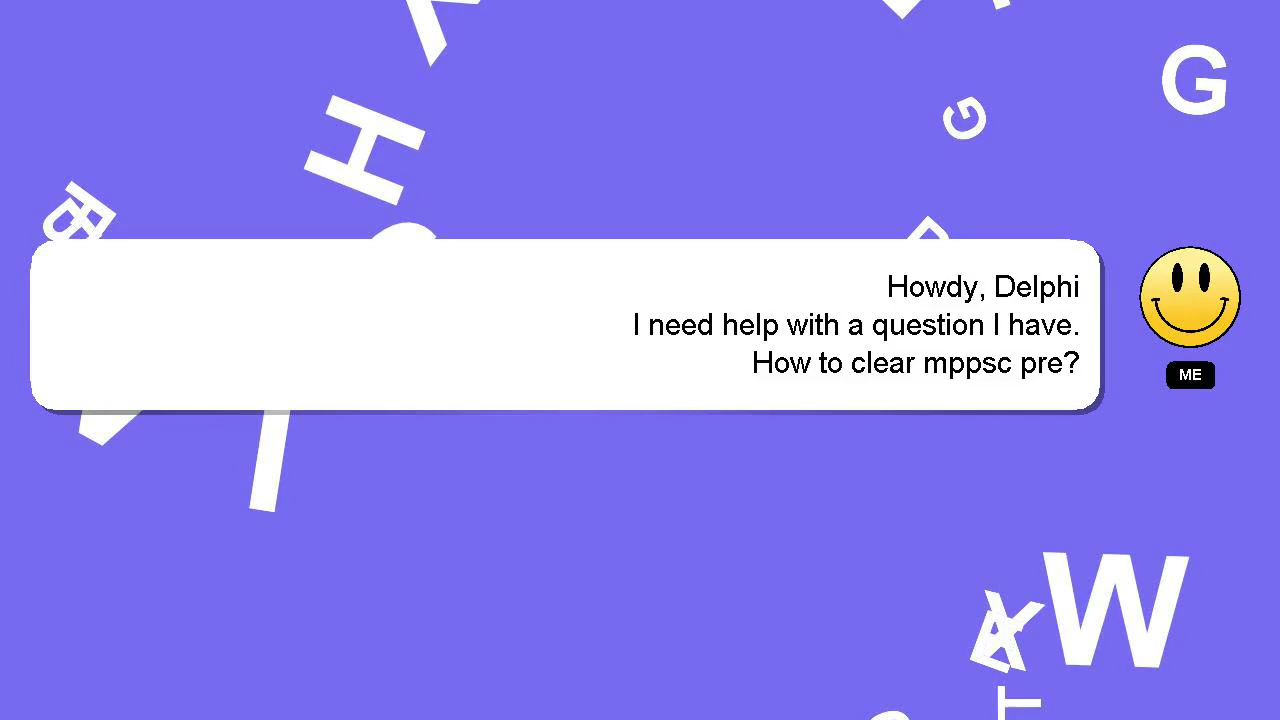 G
G
H
R
Howdy, Delphi
I need help with a question I have.
How to clear mppsc pre?
ME
W
T